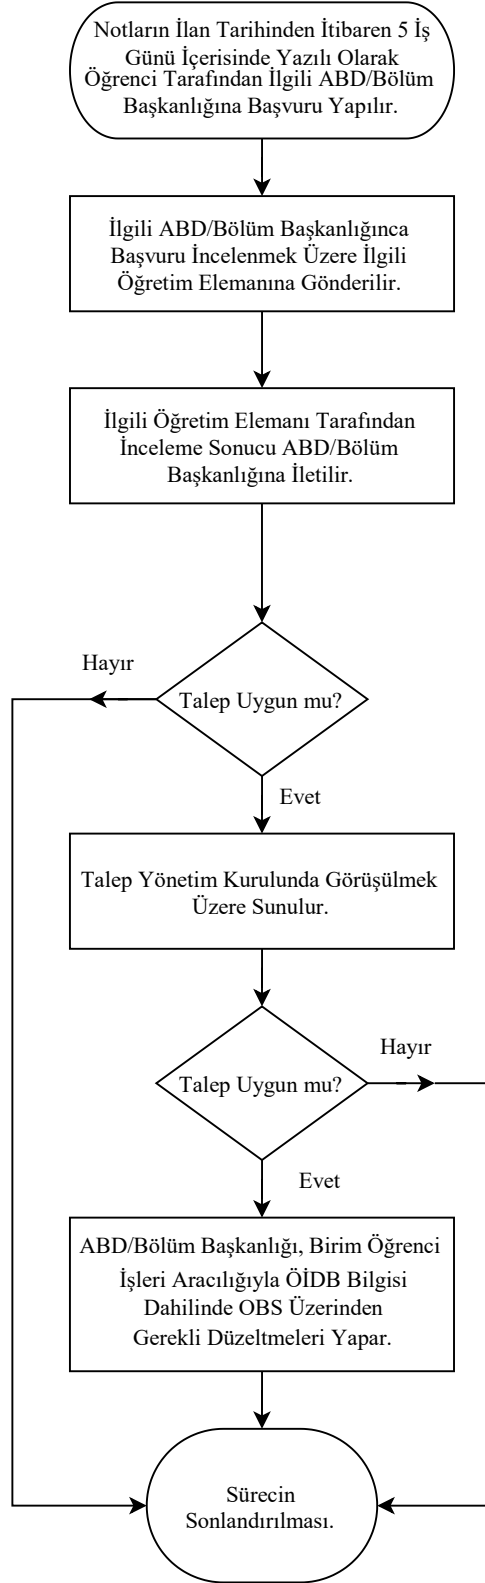 Notların İlan Tarihinden İtibaren 5 İş
Günü İçerisinde Yazılı Olarak
Öğrenci Tarafından İlgili ABD/Bölüm
Başkanlığına Başvuru Yapılır.
İlgili ABD/Bölüm Başkanlığınca
Başvuru İncelenmek Üzere İlgili
Öğretim Elemanına Gönderilir.
İlgili Öğretim Elemanı Tarafından
İnceleme Sonucu ABD/Bölüm
Başkanlığına İletilir.
Hayır
Talep Uygun mu?
Evet
Talep Yönetim Kurulunda Görüşülmek
Üzere Sunulur.
Hayır
Talep Uygun mu?
Evet
ABD/Bölüm Başkanlığı, Birim Öğrenci
İşleri Aracılığıyla ÖİDB Bilgisi
Dahilinde OBS Üzerinden
Gerekli Düzeltmeleri Yapar.
Sürecin
Sonlandırılması.